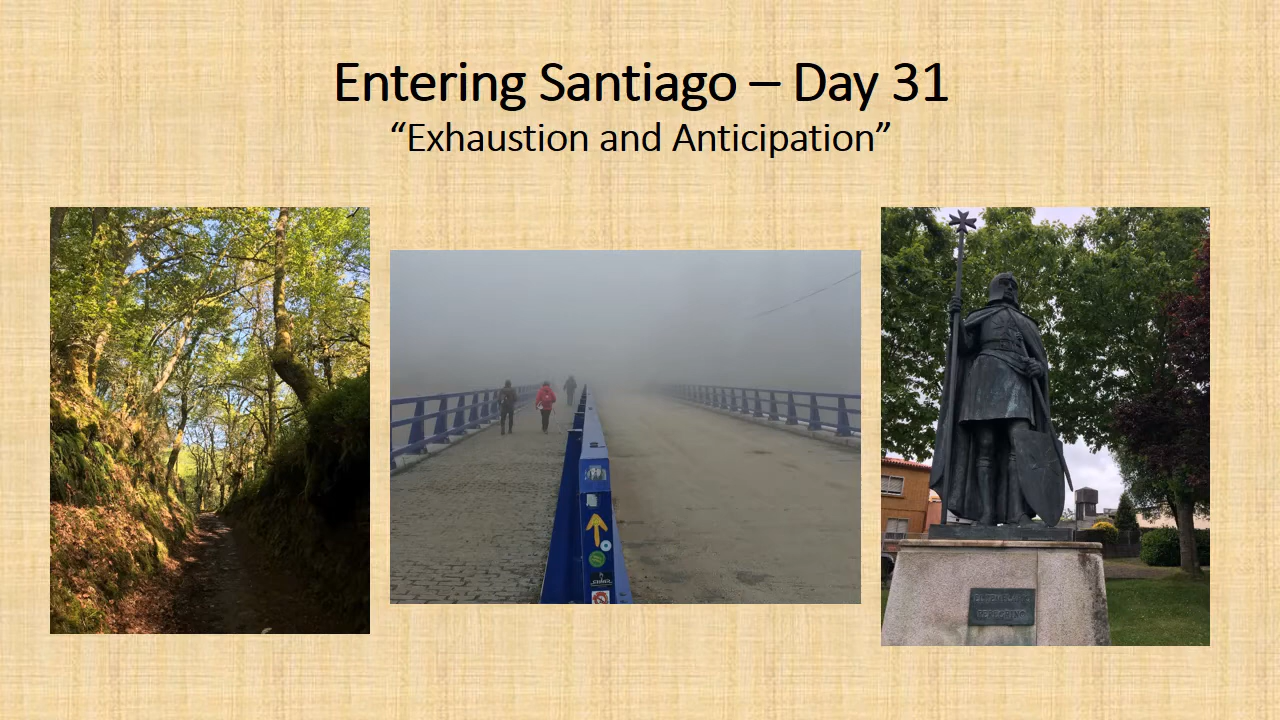 Entering Santiago – Day 31
“Exhaustion and Anticipation”